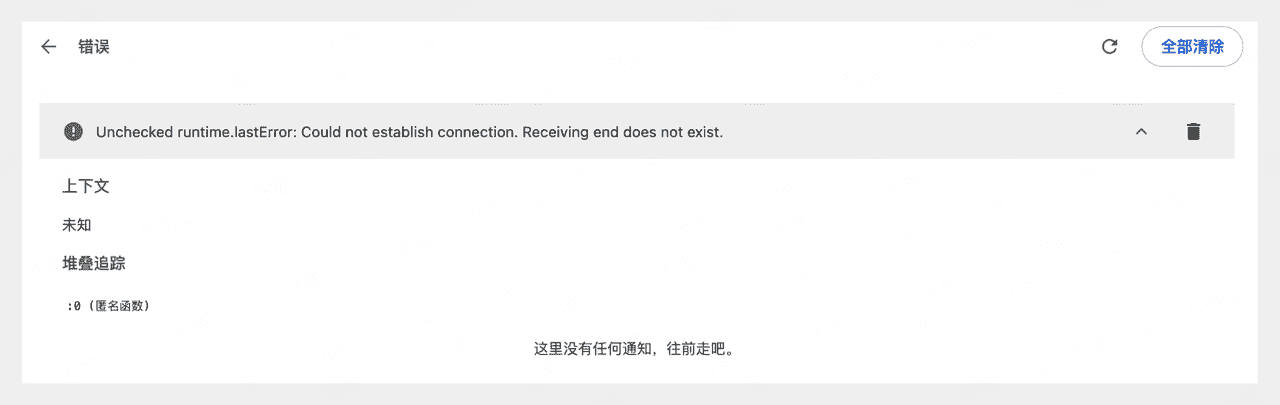 错误
全部清除
Unchecked runtime.lastError: Could not establish connection. Receiving end does not exist.
上下文
未知
堆叠追踪
:0 (匿名函数)
这里没有任何通知，往前走吧。